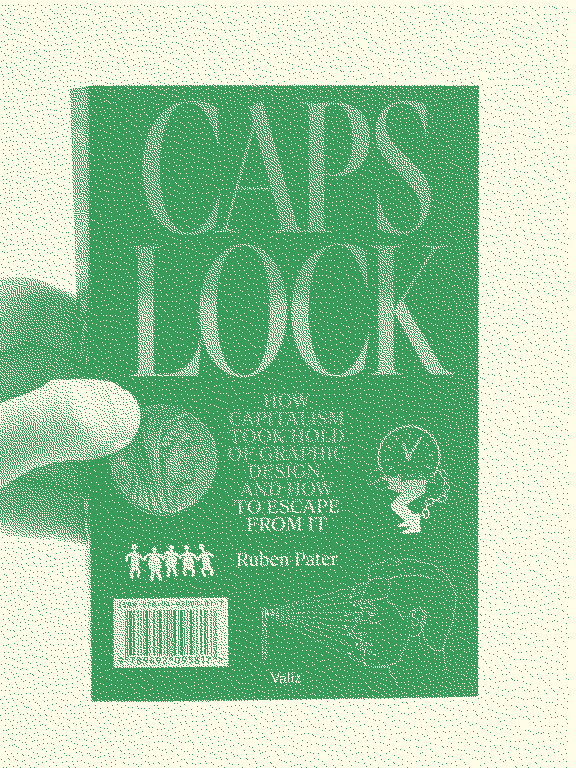 CAPS
LOCK
HOW
CAPITALISM
TOOK HOLD
OF GRAPHIC
DESIGN,
AND HOW
TO ESCAPE
FROM IT
Ruben Pater
Valiz